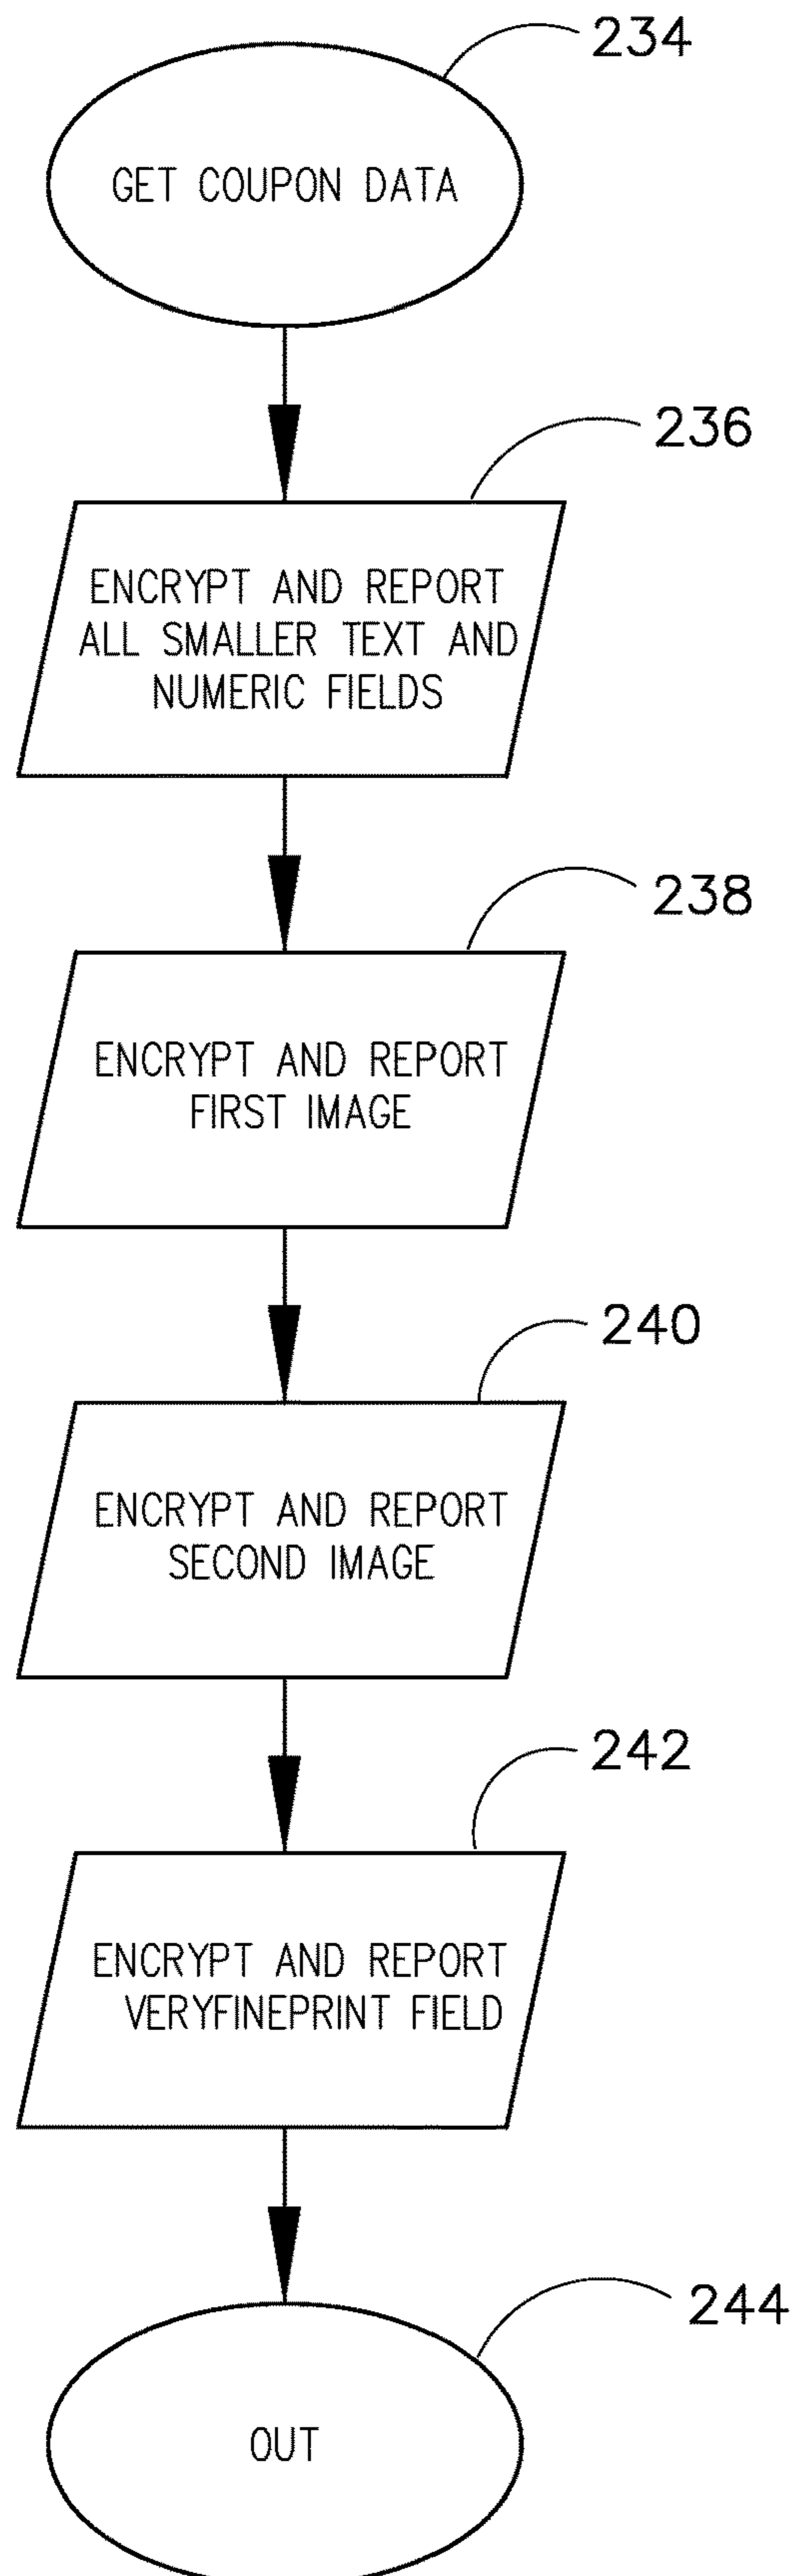 234
GET COUPON DATA
236
ENCRYPT AND REPORT
ALL SMALLER TEXT AND
NUMERIC FIELDS
238
ENCRYPT AND REPORT
FIRST IMAGE
240
ENCRYPT AND REPORT
SECOND IMAGE
242
ENCRYPT AND REPORT
VERYFINEPRINT FIELD
244
OUT